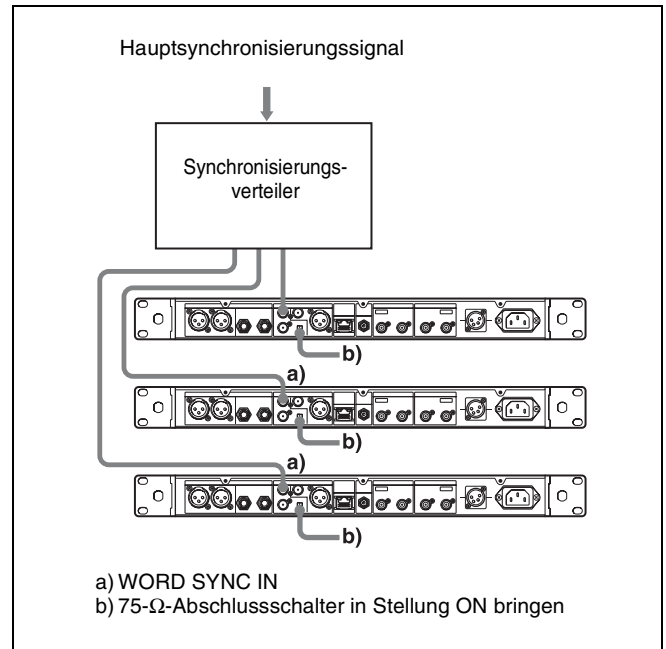 Hauptsynchronisierungssignal
Synchronisierungs-
verteiler
b)
a)
b)
a)
b)
a) WORD SYNC IN
b) 75-Ω-Abschlussschalter in Stellung ON bringen